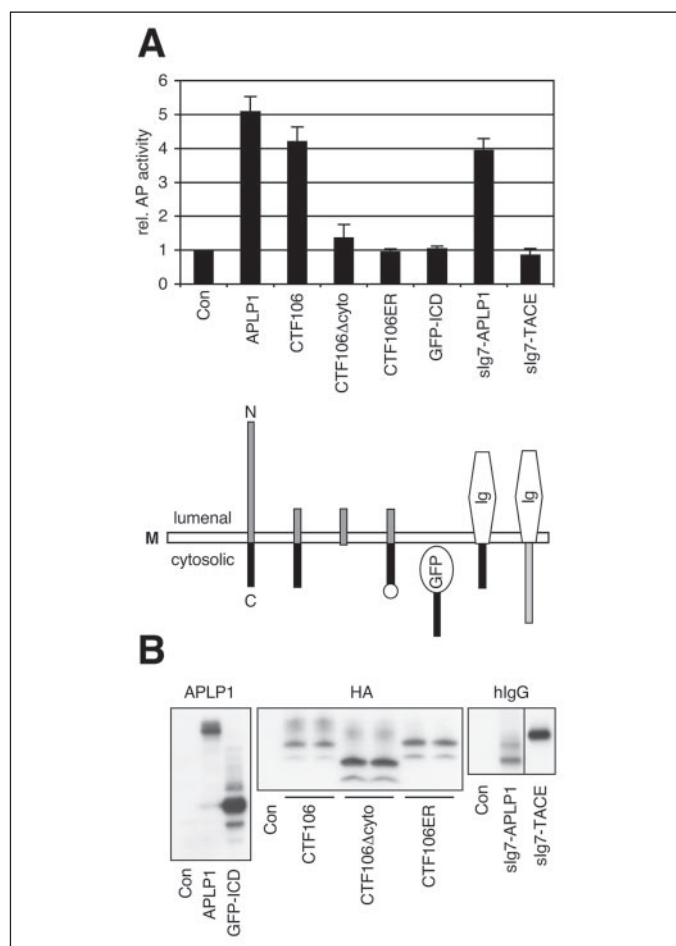 A
6
5
4
3
2
1
0
rel. AP activity
Con
APLP1
CTF106
CTF106Δcyto
CTF106ER
GFP-ICD
sIg7-APLP1
sIg7-TACE
N
Ig
Ig
lumenal
M
cytosolic
GFP
C
B
APLP1
HA
hIgG
Con
APLP1
GFP-ICD
Con
CTF106
CTF106Δcyto
CTF106ER
Con
sIg7-APLP1
sIg7-TACE